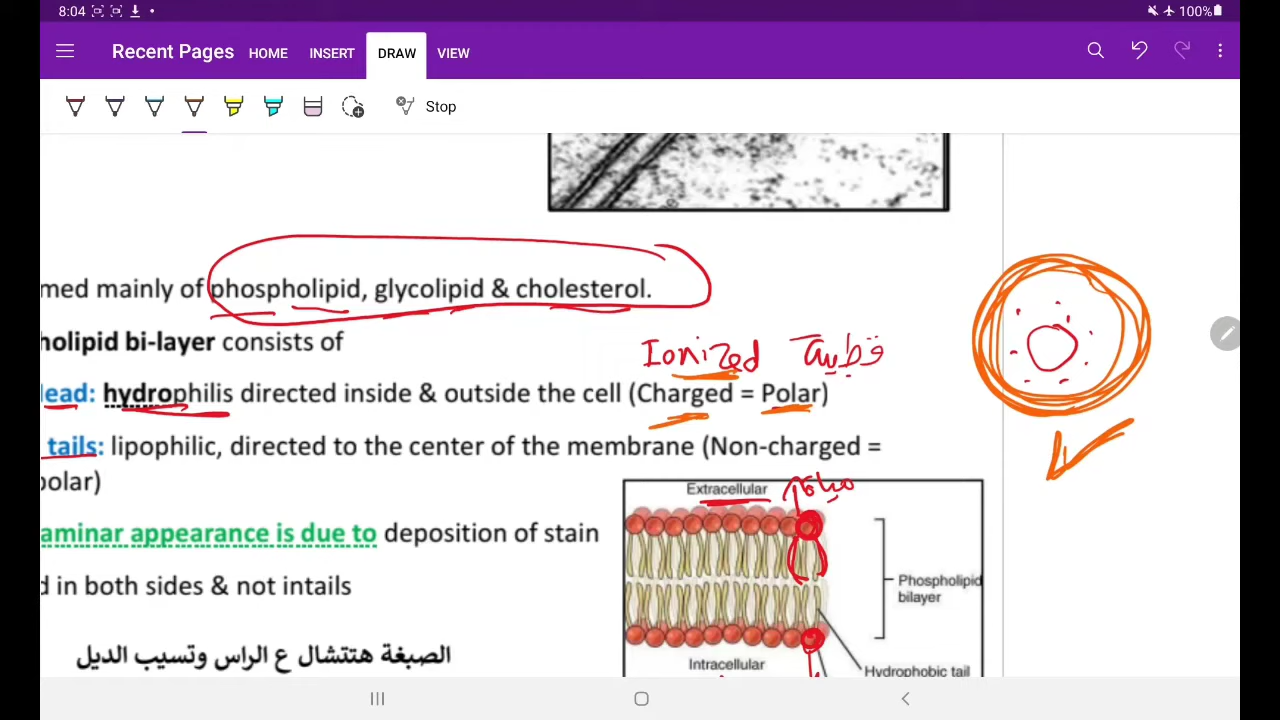 8:04 100%
Recent Pages HOME INSERT DRAW VIEW
Stop
med mainly of phospholipid, glycolipid & cholesterol.
holipid bi-layer consists of
Ionized قطبية
lead: hydrophilis directed inside & outside the cell (Charged = Polar)
tails: lipophilic, directed to the center of the membrane (Non-charged =
polar)
Extracellular
aminar appearance is due to deposition of stain
d in both sides & not intails
Phospholipid
bilayer
الصبغة هتتشال ع الراس وتسيب الديل
Intracellular
Hydrophobic tail